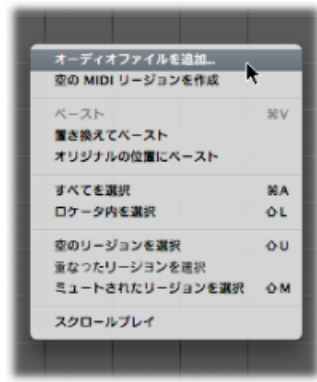 オーディオファイルを追加...
空の MIDI リージョンを作成
ペースト ⌘V
置き換えてペースト
オリジナルの位置にペースト
すべてを選択 ⌘A
ロケータ内を選択 ⇧L
空のリージョンを選択 ⇧U
重なったリージョンを選択
ミュートされたリージョンを選択 ⇧M
スクロールプレイ